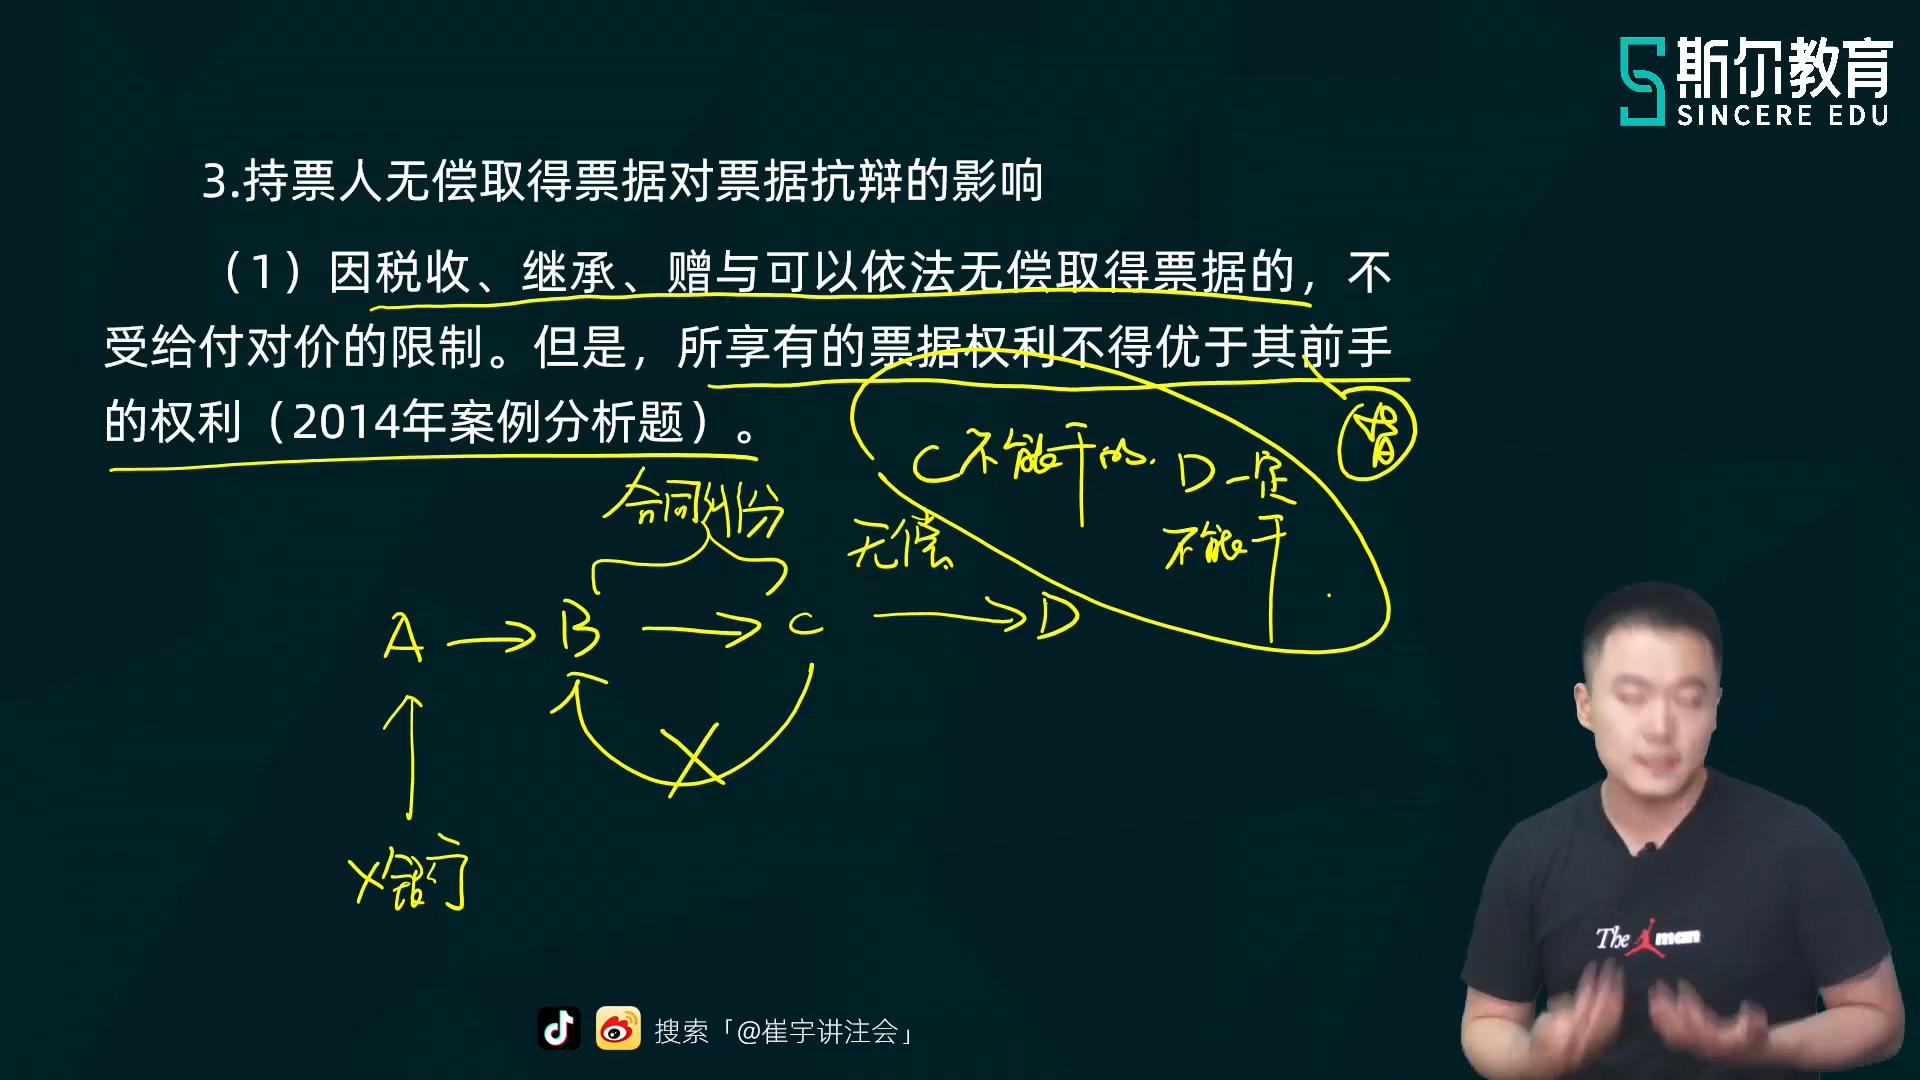 斯尔教育
SINCERE EDU
3.持票人无偿取得票据对票据抗辩的影响
（1）因税收、继承、赠与可以依法无偿取得票据的，不
受给付对价的限制。但是，所享有的票据权利不得优于其前手
的权利（2014年案例分析题）。
C不能干的.
D一定
不能干
合同纠纷
无偿
A → B → C → D
X
X银行
The man
搜索「@崔宇讲注会」